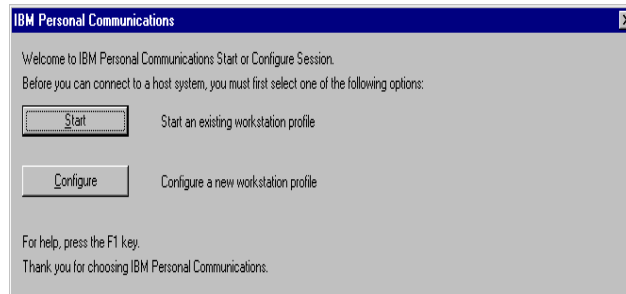 IBM Personal Communications
Welcome to IBM Personal Communications Start or Configure Session.
Before you can connect to a host system, you must first select one of the following options:
Start Start an existing workstation profile
Configure Configure a new workstation profile
For help, press the F1 key.
Thank you for choosing IBM Personal Communications.